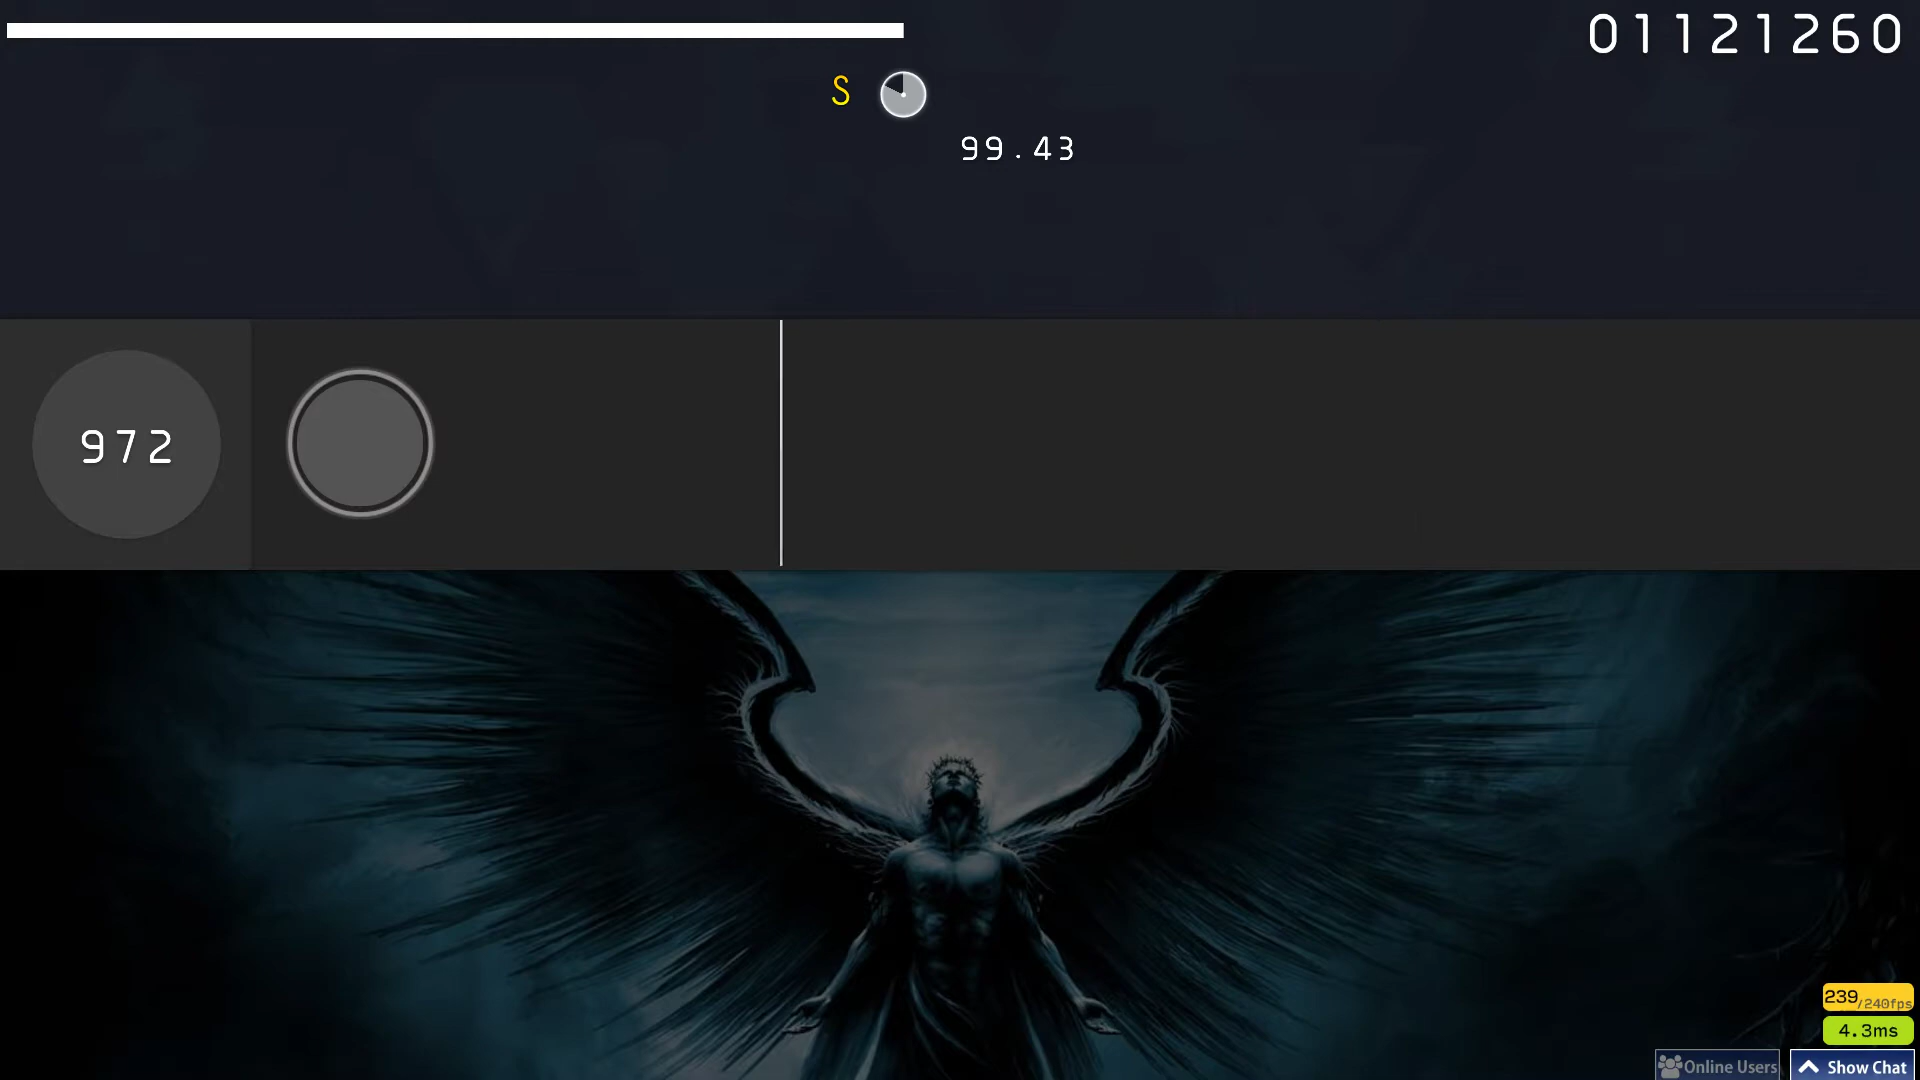 01121260
S
99.43
972
239/240fps
4.3ms
Online Users
Show Chat